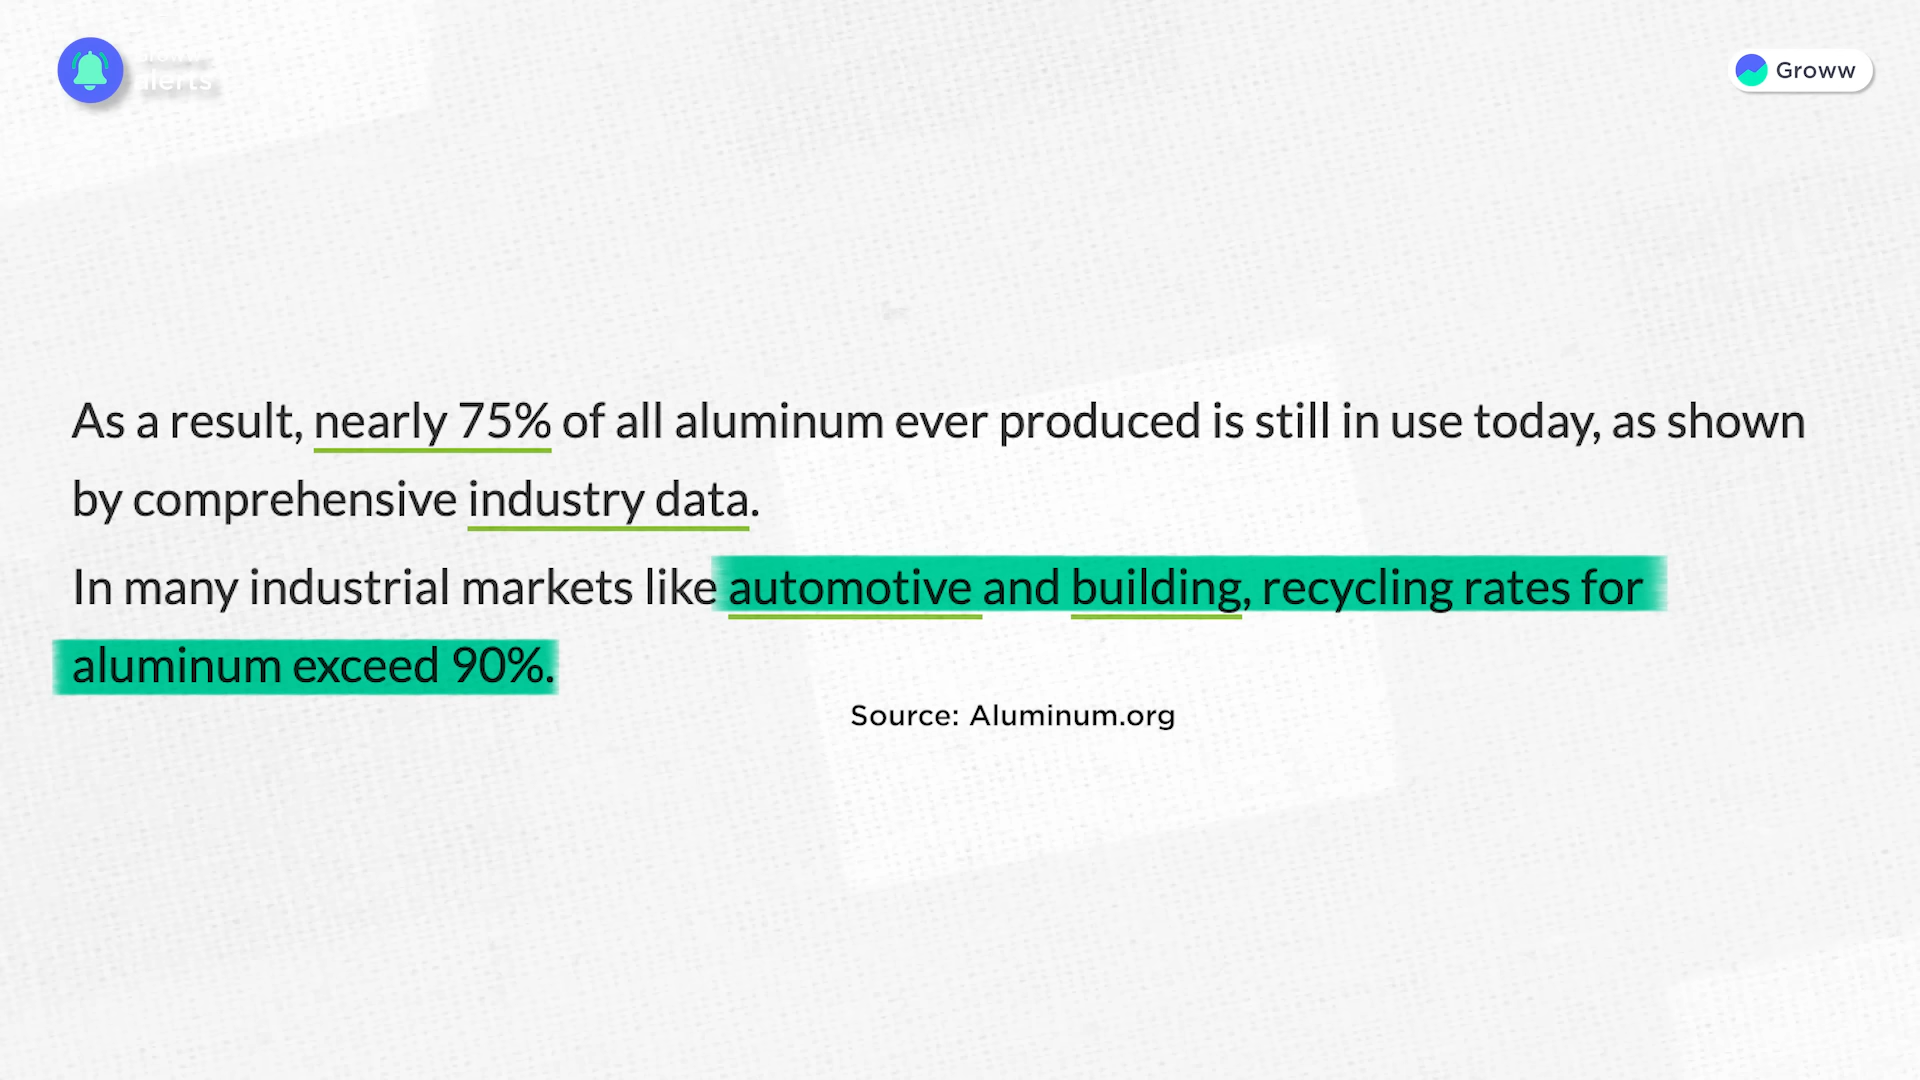 alerts
Groww
As a result, nearly 75% of all aluminum ever produced is still in use today, as shown
by comprehensive industry data.
In many industrial markets like automotive and building, recycling rates for
aluminum exceed 90%.
Source: Aluminum.org